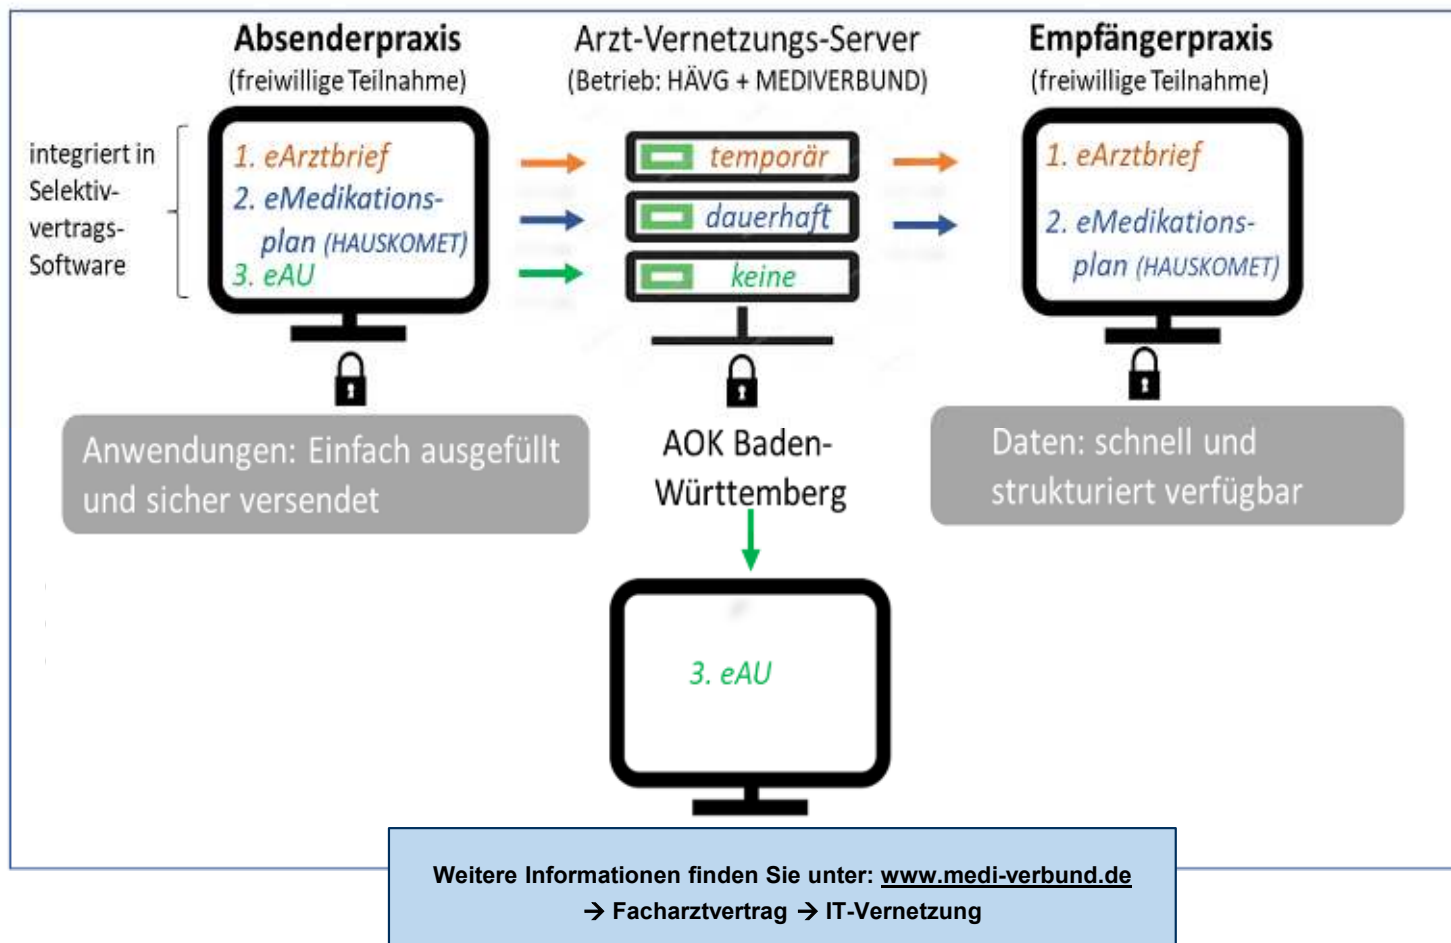 Absenderpraxis
(freiwillige Teilnahme)
Arzt-Vernetzungs-Server
(Betrieb: HÄVG + MEDIVERBUND)
Empfängerpraxis
(freiwillige Teilnahme)
integriert in
Selektiv-
vertrags-
Software
1. eArztbrief
2. eMedikations-
plan (HAUSKOMET)
3. eAU
temporär
dauerhaft
keine
1. eArztbrief
2. eMedikations-
plan (HAUSKOMET)
Anwendungen: Einfach ausgefüllt
und sicher versendet
AOK Baden-
Württemberg
Daten: schnell und
strukturiert verfügbar
3. eAU
Weitere Informationen finden Sie unter: www.medi-verbund.de
→ Facharztvertrag → IT-Vernetzung